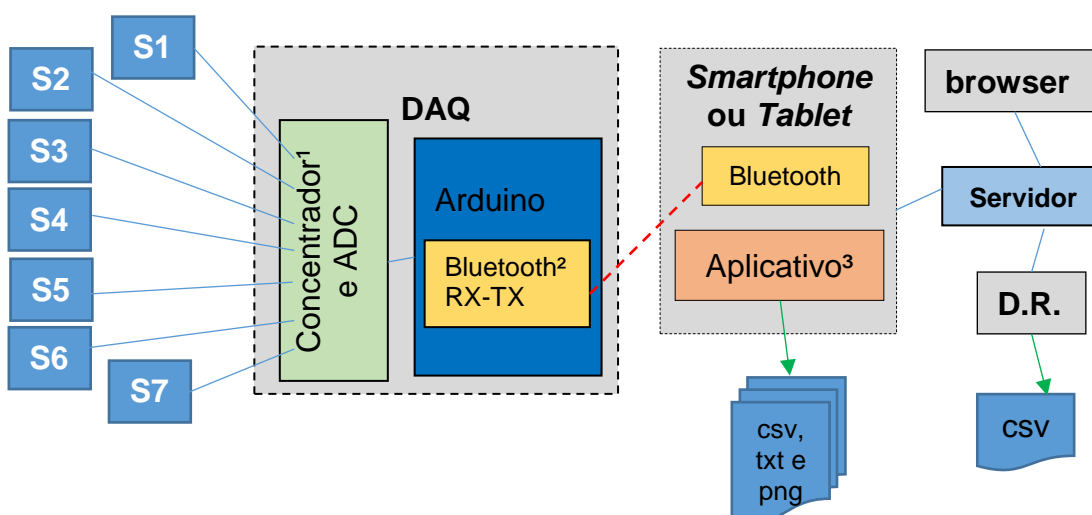 S1
S2
S3
S4
S5
S6
S7
DAQ
Concentrador¹
e ADC
Arduino
Bluetooth²
RX-TX
Smartphone
ou Tablet
Bluetooth
Aplicativo³
csv,
txt e
png
browser
Servidor
D.R.
csv